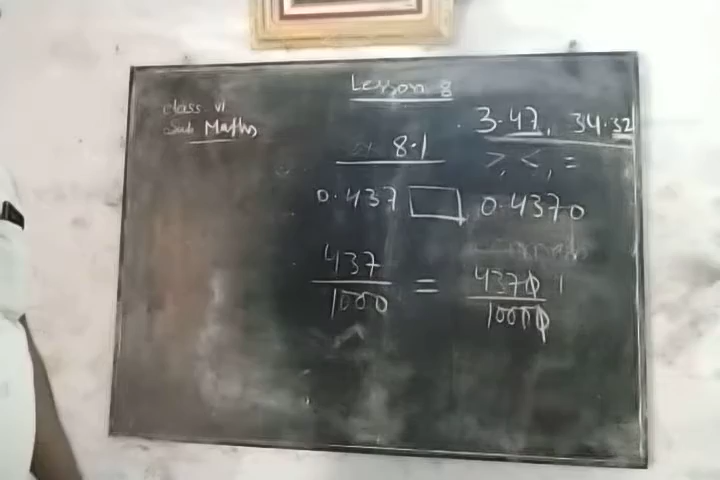 Lesson 8
class VI
Sub Maths
3.47, 34.32
8.1
>, <, =
0.437 □ 0.4370
437/1000 = 4370/10000